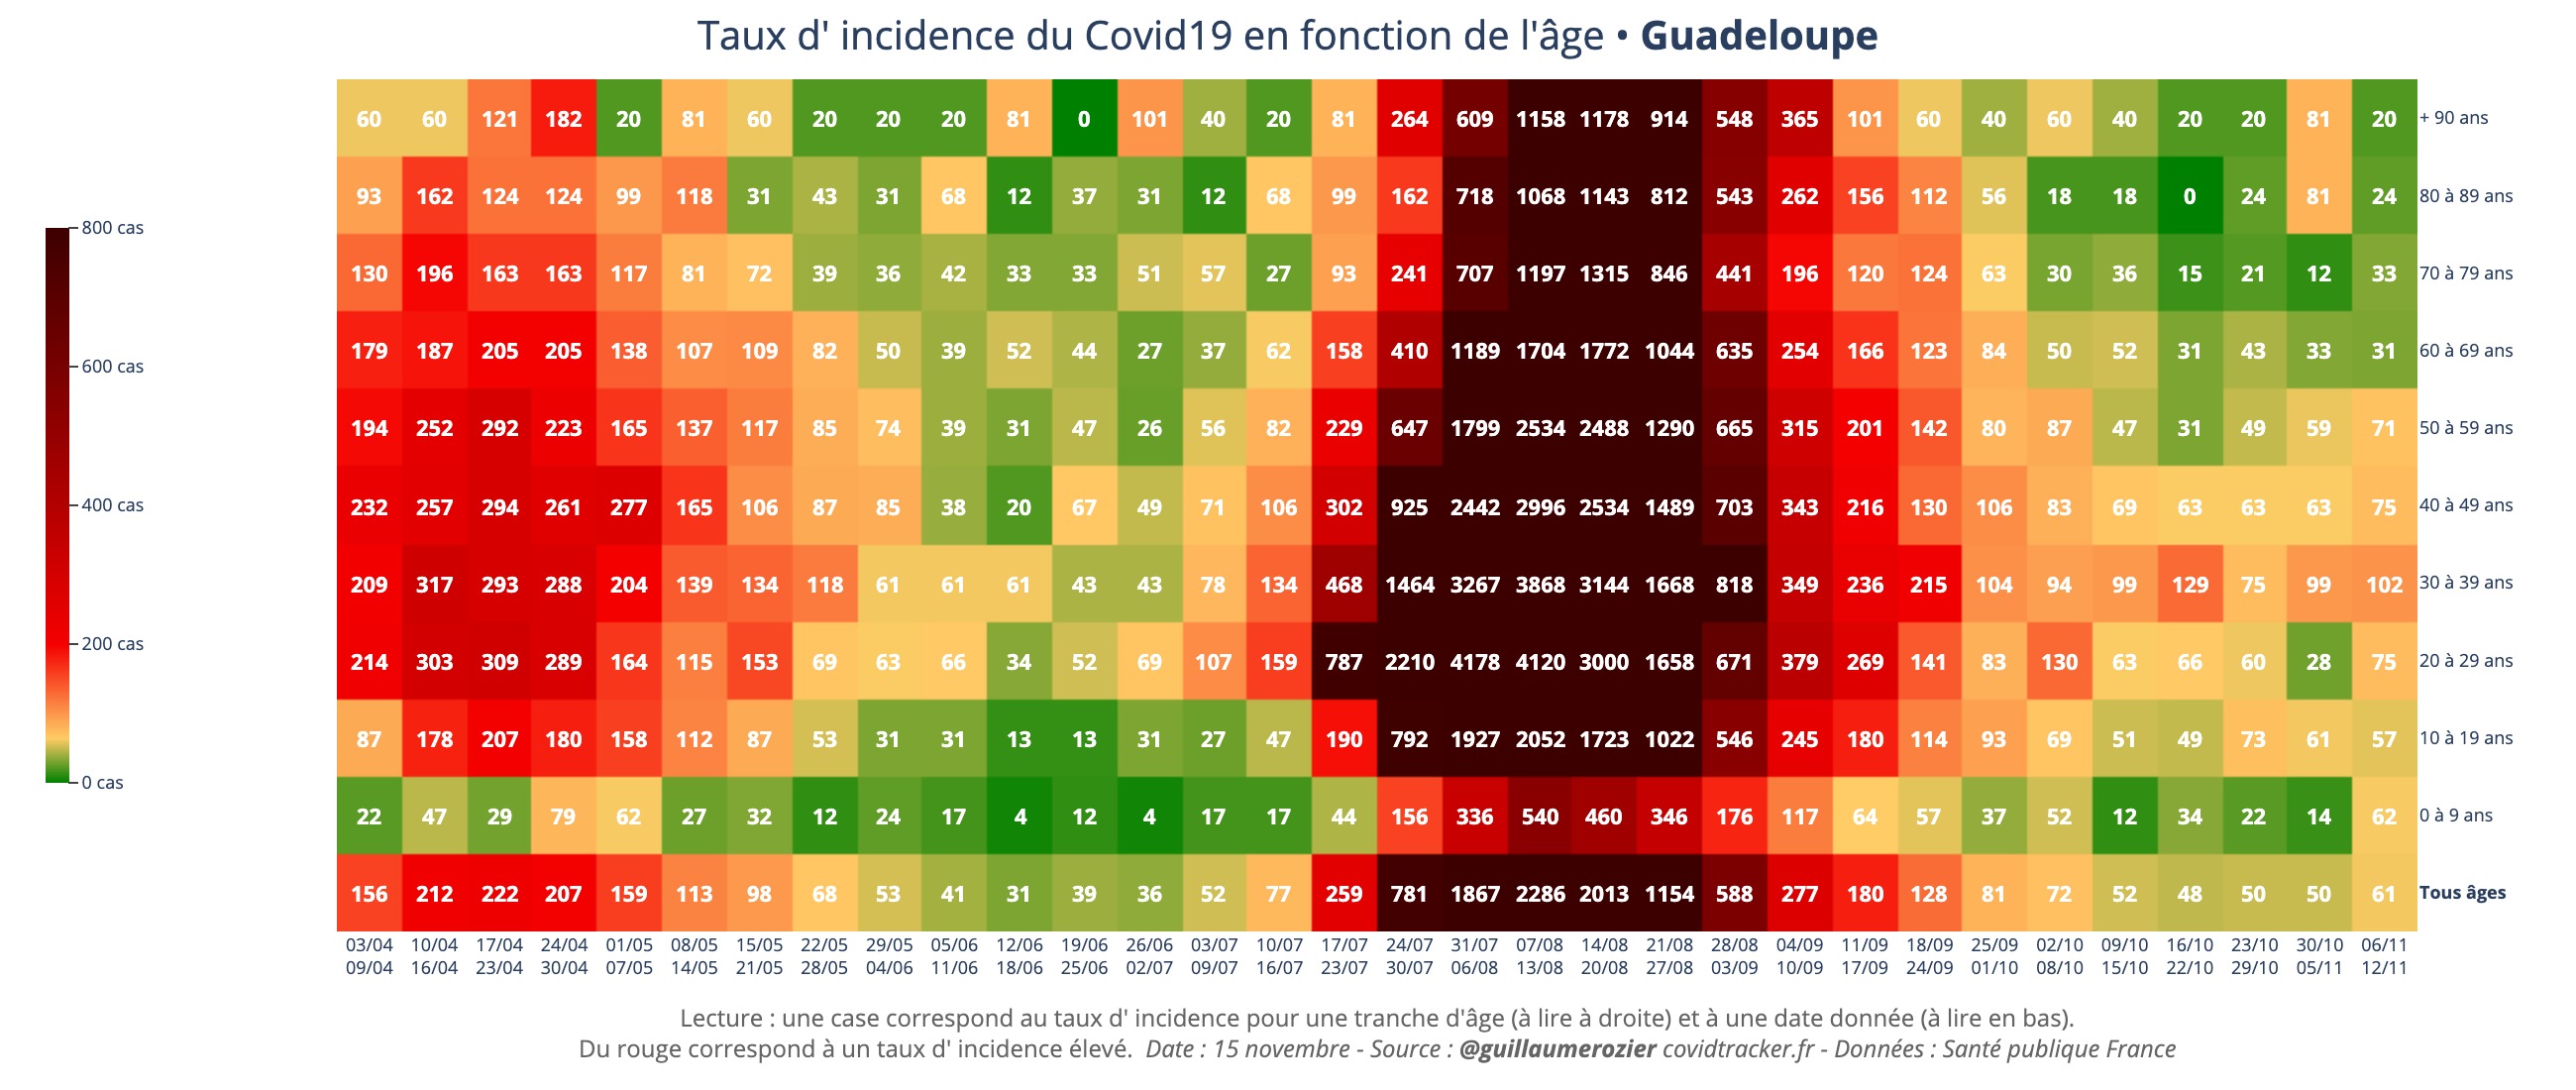 Taux d' incidence du Covid19 en fonction de l'âge • Guadeloupe
60 60 121 182 20 81 60 20 20 20 81 0 101 40 20 81 264 609 1158 1178 914 548 365 101 60 40 60 40 20 20 81 20 + 90 ans
93 162 124 124 99 118 31 43 31 68 12 37 31 12 68 99 162 718 1068 1143 812 543 262 156 112 56 18 18 0 24 81 24 80 à 89 ans
800 cas
130 196 163 163 117 81 72 39 36 42 33 33 51 57 27 93 241 707 1197 1315 846 441 196 120 124 63 30 36 15 21 12 33 70 à 79 ans
179 187 205 205 138 107 109 82 50 39 52 44 27 37 62 158 410 1189 1704 1772 1044 635 254 166 123 84 50 52 31 43 33 31 60 à 69 ans
600 cas
194 252 292 223 165 137 117 85 74 39 31 47 26 56 82 229 647 1799 2534 2488 1290 665 315 201 142 80 87 47 31 49 59 71 50 à 59 ans
400 cas
232 257 294 261 277 165 106 87 85 38 20 67 49 71 106 302 925 2442 2996 2534 1489 703 343 216 130 106 83 69 63 63 63 75 40 à 49 ans
209 317 293 288 204 139 134 118 61 61 61 43 43 78 134 468 1464 3267 3868 3144 1668 818 349 236 215 104 94 99 129 75 99 102 30 à 39 ans
200 cas
214 303 309 289 164 115 153 69 63 66 34 52 69 107 159 787 2210 4178 4120 3000 1658 671 379 269 141 83 130 63 66 60 28 75 20 à 29 ans
87 178 207 180 158 112 87 53 31 31 13 13 31 27 47 190 792 1927 2052 1723 1022 546 245 180 114 93 69 51 49 73 61 57 10 à 19 ans
0 cas
22 47 29 79 62 27 32 12 24 17 4 12 4 17 17 44 156 336 540 460 346 176 117 64 57 37 52 12 34 22 14 62 0 à 9 ans
156 212 222 207 159 113 98 68 53 41 31 39 36 52 77 259 781 1867 2286 2013 1154 588 277 180 128 81 72 52 48 50 50 61 Tous âges
03/04 10/04 17/04 24/04 01/05 08/05 15/05 22/05 29/05 05/06 12/06 19/06 26/06 03/07 10/07 17/07 24/07 31/07 07/08 14/08 21/08 28/08 04/09 11/09 18/09 25/09 02/10 09/10 16/10 23/10 30/10 06/11
09/04 16/04 23/04 30/04 07/05 14/05 21/05 28/05 04/06 11/06 18/06 25/06 02/07 09/07 16/07 23/07 30/07 06/08 13/08 20/08 27/08 03/09 10/09 17/09 24/09 01/10 08/10 15/10 22/10 29/10 05/11 12/11
Lecture : une case correspond au taux d' incidence pour une tranche d'âge (à lire à droite) et à une date donnée (à lire en bas).
Du rouge correspond à un taux d' incidence élevé. Date : 15 novembre - Source : @guillaumerozier covidtracker.fr - Données : Santé publique France